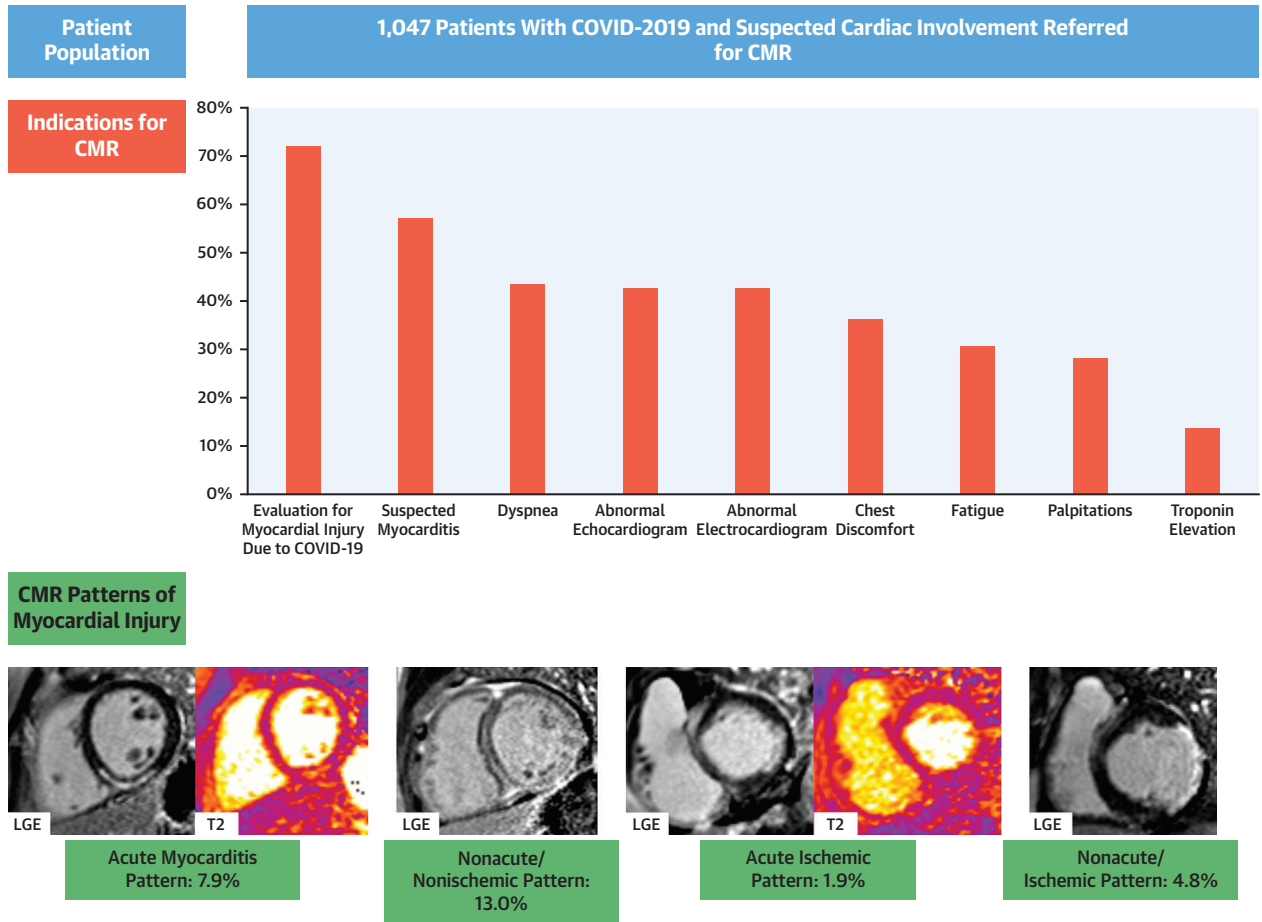 Patient
Population
1,047 Patients With COVID-2019 and Suspected Cardiac Involvement Referred
for CMR
Indications for
CMR
80%
70%
60%
50%
40%
30%
20%
10%
0%
Evaluation for
Myocardial Injury
Due to COVID-19
Suspected
Myocarditis
Dyspnea
Abnormal
Echocardiogram
Abnormal
Electrocardiogram
Chest
Discomfort
Fatigue
Palpitations
Troponin
Elevation
CMR Patterns of
Myocardial Injury
LGE
T2
LGE
LGE
T2
LGE
Acute Myocarditis
Pattern: 7.9%
Nonacute/
Nonischemic Pattern:
13.0%
Acute Ischemic
Pattern: 1.9%
Nonacute/
Ischemic Pattern: 4.8%